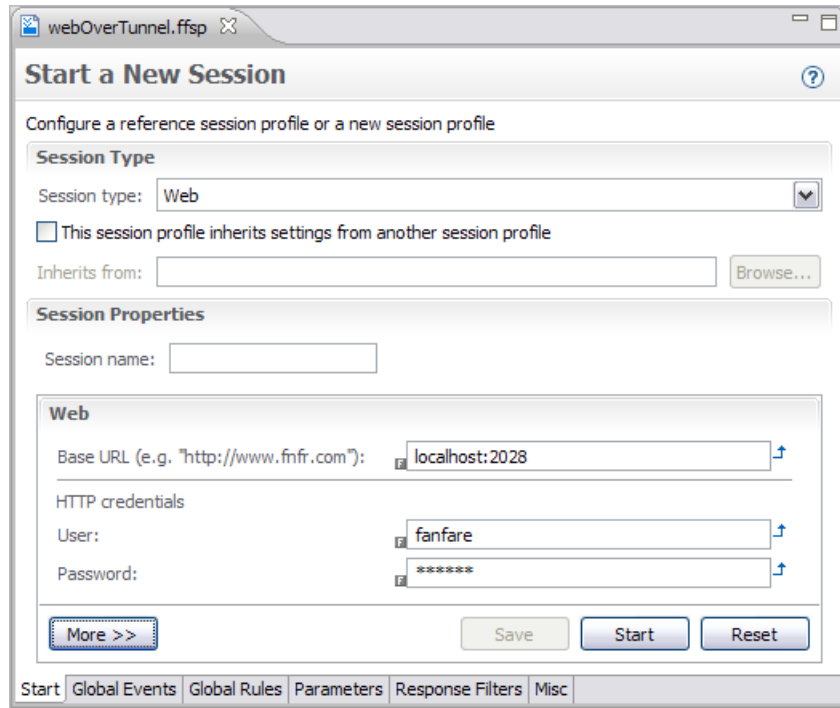 webOverTunnel.ffsp
Start a New Session
?
Configure a reference session profile or a new session profile
Session Type
Session type: Web
This session profile inherits settings from another session profile
Inherits from: Browse...
Session Properties
Session name:
Web
Base URL (e.g. "http://www.fnfr.com"): F localhost:2028
HTTP credentials
User: F fanfare
Password: F ******
More >> Save Start Reset
Start Global Events Global Rules Parameters Response Filters Misc